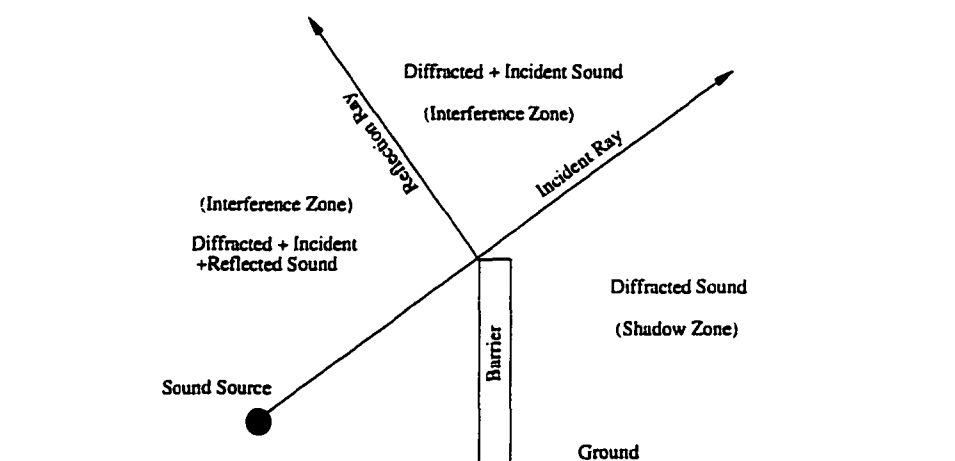 Diffracted + Incident Sound
(Interference Zone)
Reflection Ray
Incident Ray
(Interference Zone)
Diffracted + Incident
+Reflected Sound
Diffracted Sound
(Shadow Zone)
Barrier
Sound Source
Ground